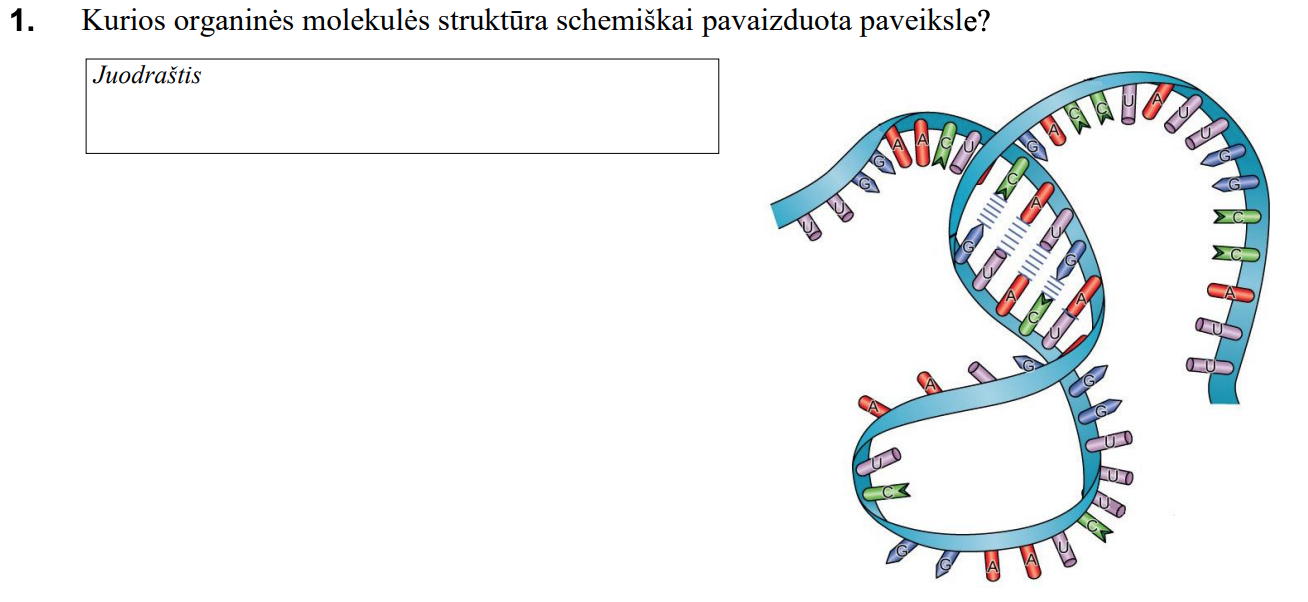 1. Kurios organinės molekulės struktūra schemiškai pavaizduota paveiksle?
Juodraštis
U U G G A A C U
G A C C U A U U G G C C A U U
C A U G A
G U A C U
G A A
U C
G G A A U C U U U G G